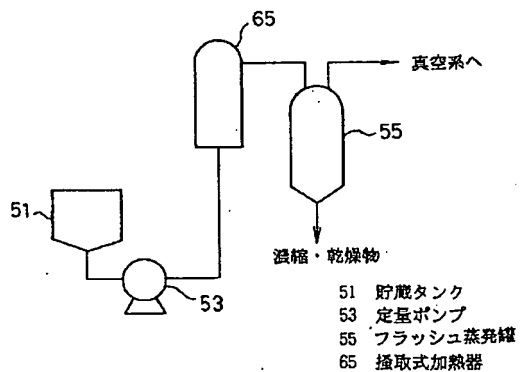 65
真空系へ
55
51
53
濃縮・乾燥物
51 貯蔵タンク
53 定量ポンプ
55 フラッシュ蒸発罐
65 掻取式加熱器